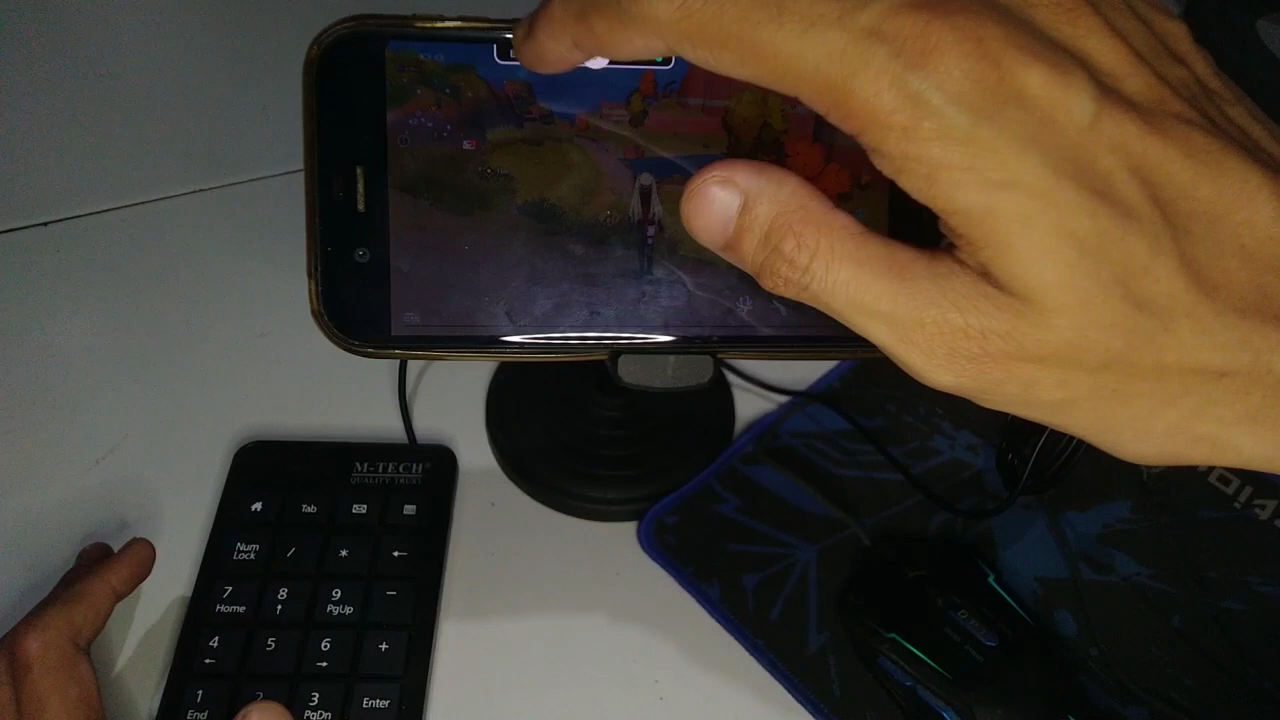 M-TECH®
QUALITY TRUST
Tab
Num
Lock
/
*
←
7
Home
8
↑
9
PgUp
-
4
←
5
6
→
+
1
End
2
3
PgDn
Enter